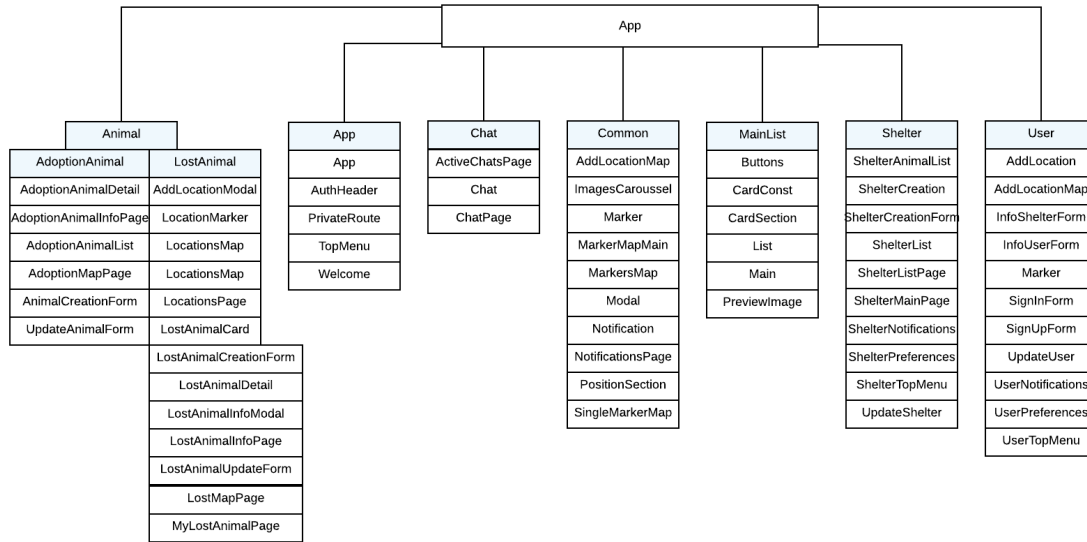 App
Animal
AdoptionAnimal
AdoptionAnimalDetail
AdoptionAnimalInfoPage
AdoptionAnimalList
AdoptionMapPage
AnimalCreationForm
UpdateAnimalForm
LostAnimal
AddLocationModal
LocationMarker
LocationsMap
LocationsMap
LocationsPage
LostAnimalCard
LostAnimalCreationForm
LostAnimalDetail
LostAnimalInfoModal
LostAnimalInfoPage
LostAnimalUpdateForm
LostMapPage
MyLostAnimalPage
App
App
AuthHeader
PrivateRoute
TopMenu
Welcome
Chat
ActiveChatsPage
Chat
ChatPage
Common
AddLocationMap
ImagesCaroussel
Marker
MarkerMapMain
MarkersMap
Modal
Notification
NotificationsPage
PositionSection
SingleMarkerMap
MainList
Buttons
CardConst
CardSection
List
Main
PreviewImage
Shelter
ShelterAnimalList
ShelterCreation
ShelterCreationForm
ShelterList
ShelterListPage
ShelterMainPage
ShelterNotifications
ShelterPreferences
ShelterTopMenu
UpdateShelter
User
AddLocation
AddLocationMap
InfoShelterForm
InfoUserForm
Marker
SignInForm
SignUpForm
UpdateUser
UserNotifications
UserPreferences
UserTopMenu